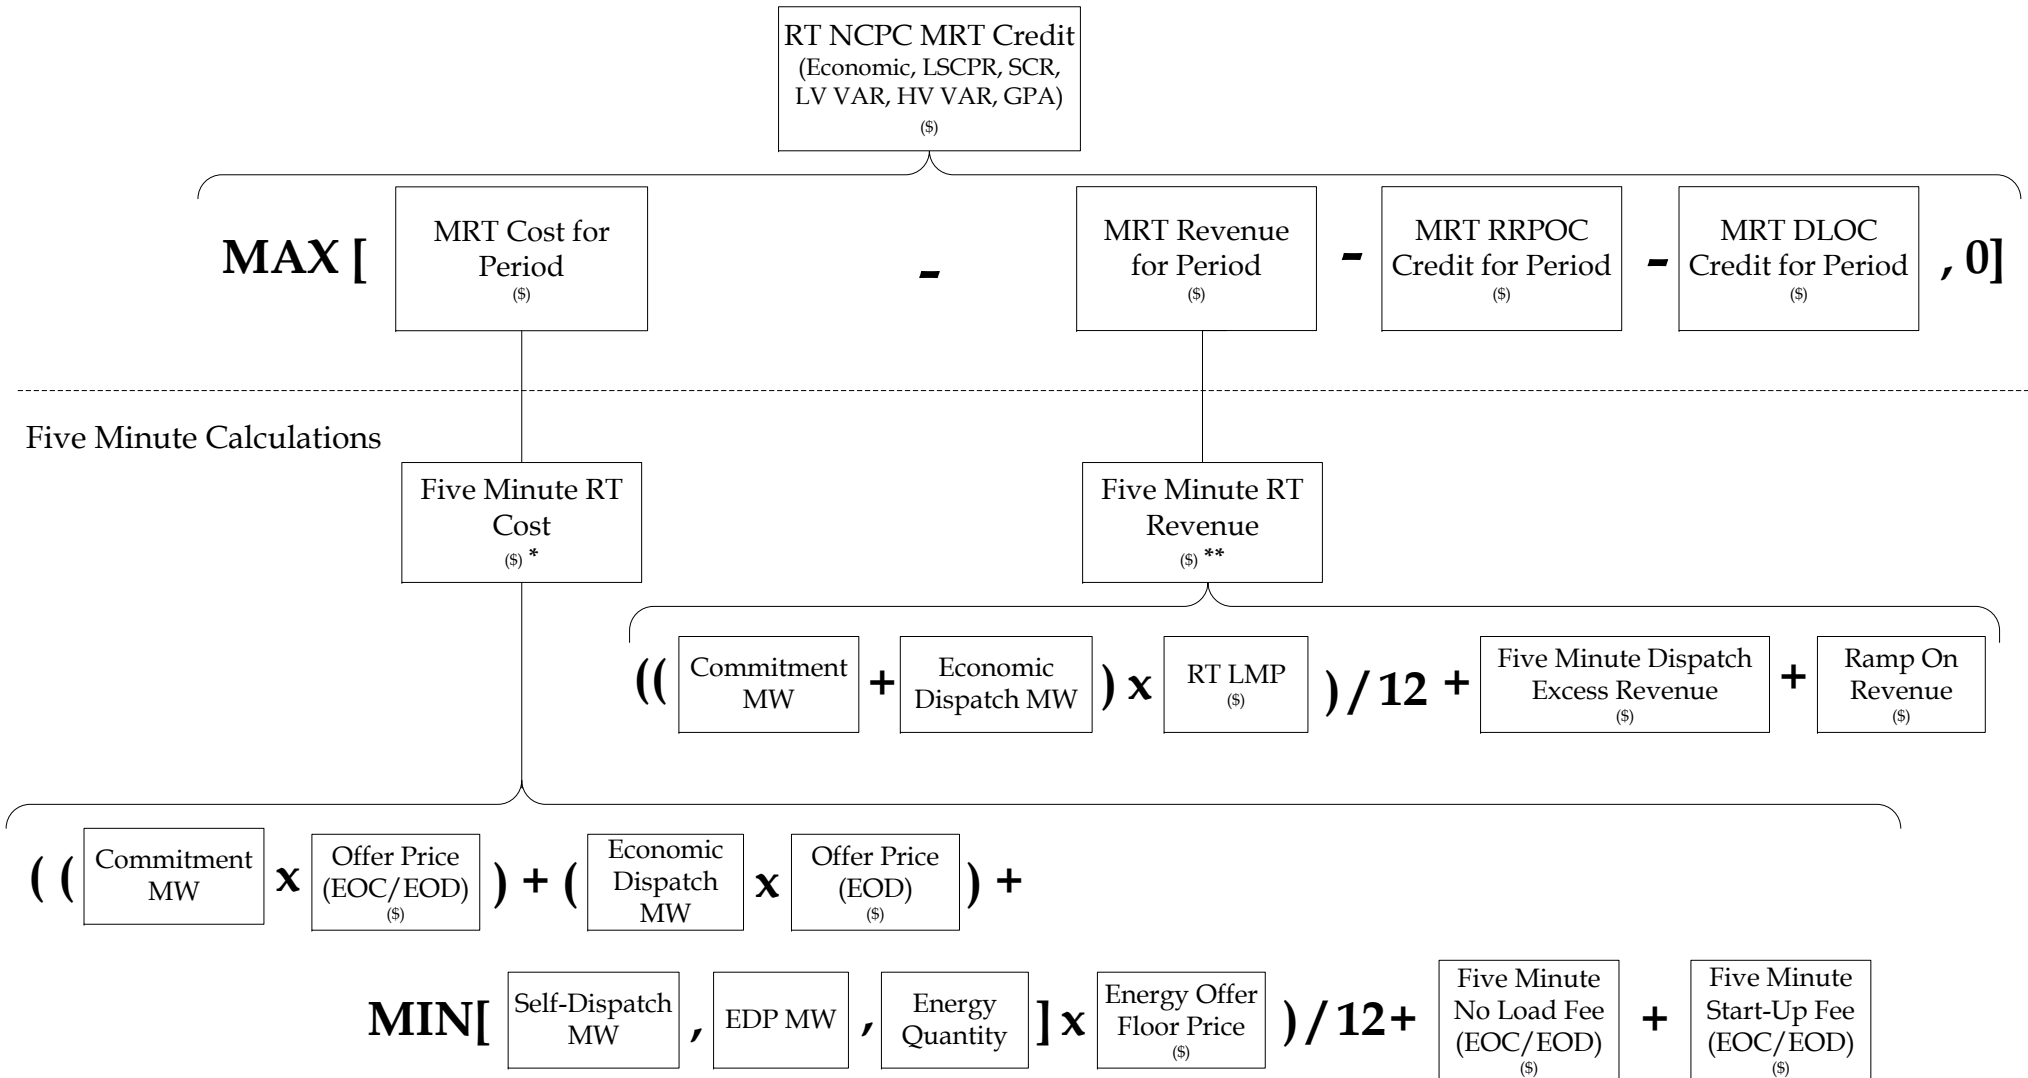 RT NCPC MRT Credit
(Economic, LSCPR, SCR,
LV VAR, HV VAR, GPA)
($)
MAX [
MRT Cost for
Period
($)
-
MRT Revenue
for Period
($)
-
MRT RRPOC
Credit for Period
($)
-
MRT DLOC
Credit for Period
($)
, 0]
Five Minute Calculations
Five Minute RT
Cost
($) *
Five Minute RT
Revenue
($) **
((
Commitment
MW
+
Economic
Dispatch MW
) x
RT LMP
($)
) / 12 +
Five Minute Dispatch
Excess Revenue
($)
+
Ramp On
Revenue
($)
( (
Commitment
MW
x
Offer Price
(EOC/EOD)
($)
) + (
Economic
Dispatch
MW
x
Offer Price
(EOD)
($)
) +
MIN[
Self-Dispatch
MW
,
EDP MW
,
Energy
Quantity
] x
Energy Offer
Floor Price
($)
) / 12+
Five Minute
No Load Fee
(EOC/EOD)
($)
+
Five Minute
Start-Up Fee
(EOC/EOD)
($)